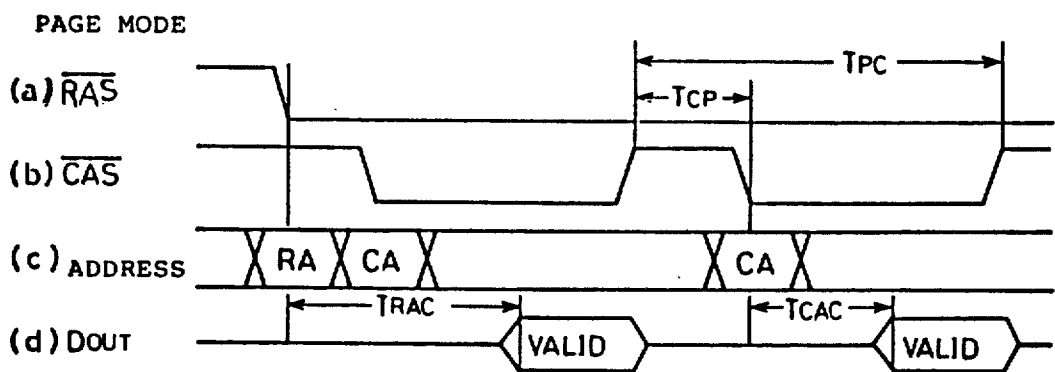 PAGE MODE
TPC
(a) RAS
TCP
(b) CAS
(c) ADDRESS RA CA CA
TRAC TCAC
(d) DOUT VALID VALID